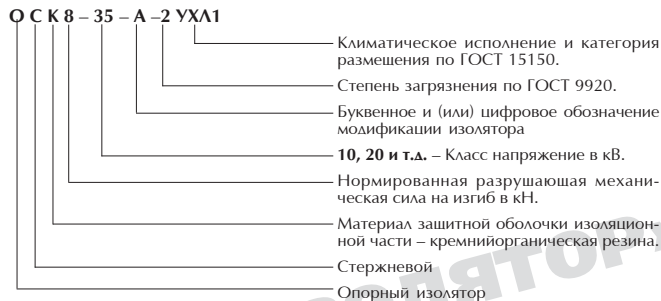 О С К 8 – 35 – А –2 УХЛ1
Климатическое исполнение и категория
размещения по ГОСТ 15150.
Степень загрязнения по ГОСТ 9920.
Буквенное и (или) цифровое обозначение
модификации изолятора
10, 20 и т.д. – Класс напряжение в кВ.
Нормированная разрушающая механи-
ческая сила на изгиб в кН.
Материал защитной оболочки изоляцион-
ной части – кремнийорганическая резина.
Стержневой
Опорный изолятор